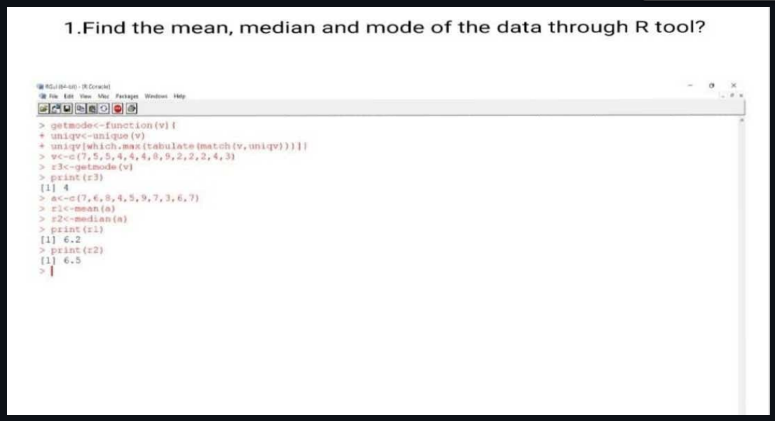 1.Find the mean, median and mode of the data through R tool?
RGui (64-bit) - [R Console]
File Edit View Misc Packages Windows Help
> getmode<-function(v){
+ uniqv<-unique(v)
+ uniqv[which.max(tabulate(match(v,uniqv)))]}
> v<-c(7,5,5,4,4,4,8,9,2,2,2,4,3)
> r3<-getmode(v)
> print(r3)
[1] 4
> a<-c(7,6,8,4,5,9,7,3,6,7)
> r1<-mean(a)
> r2<-median(a)
> print(r1)
[1] 6.2
> print(r2)
[1] 6.5
>